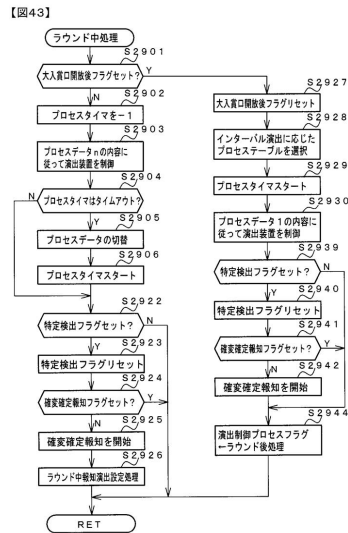 【図43】
ラウンド中処理
S2901
大入賞口開放後フラグセット?
Y
N
S2902
プロセスタイマを-1
S2903
プロセスデータnの内容に
従って演出装置を制御
S2904
プロセスタイマはタイムアウト?
N
Y
S2905
プロセスデータの切替
S2906
プロセスタイマスタート
S2922
特定検出フラグセット?
N
Y
S2923
特定検出フラグリセット
S2924
確変確定報知フラグセット?
Y
N
S2925
確変確定報知を開始
S2926
ラウンド中報知演出設定処理
RET
S2927
大入賞口開放後フラグリセット
S2928
インターバル演出に応じた
プロセステーブルを選択
S2929
プロセスタイマスタート
S2930
プロセスデータ1の内容に
従って演出装置を制御
S2939
特定検出フラグセット?
N
Y
S2940
特定検出フラグリセット
S2941
確変確定報知フラグセット?
Y
N
S2942
確変確定報知を開始
S2944
演出制御プロセスフラグ
←ラウンド後処理